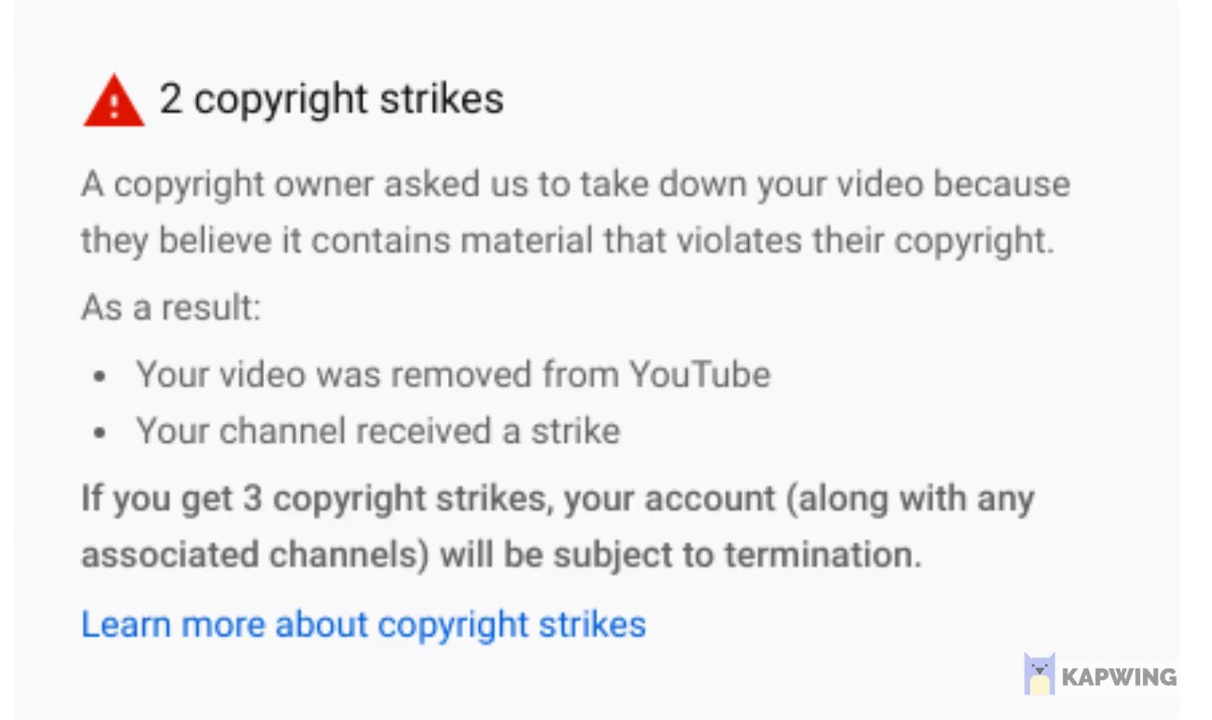 2 copyright strikes
A copyright owner asked us to take down your video because
they believe it contains material that violates their copyright.
As a result:
• Your video was removed from YouTube
• Your channel received a strike
If you get 3 copyright strikes, your account (along with any
associated channels) will be subject to termination.
Learn more about copyright strikes
KAPWING